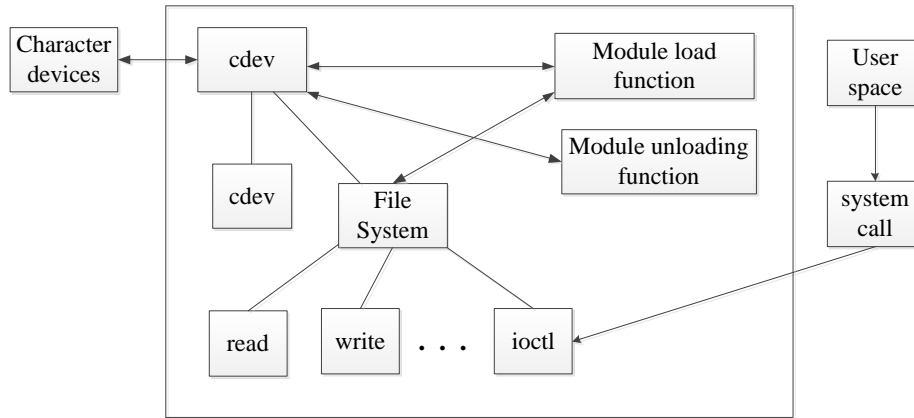 Character
devices
cdev
Module load
function
User
space
Module unloading
function
cdev
File
System
system
call
read
write
. . .
ioctl